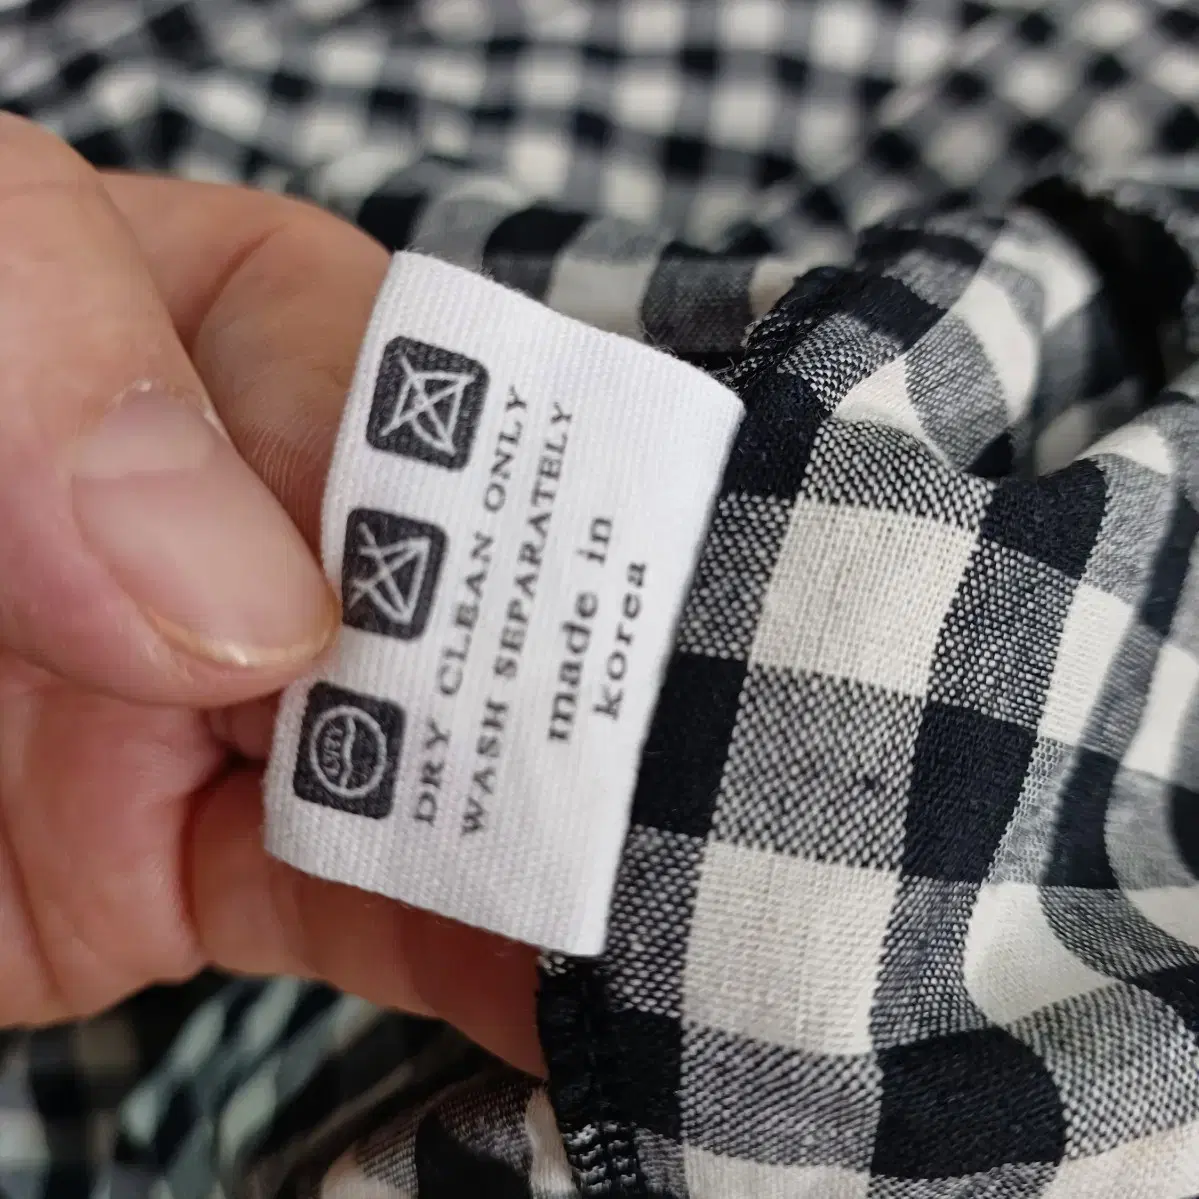 DRY CLEAN ONLY
WASH SEPARATELY
made in
korea